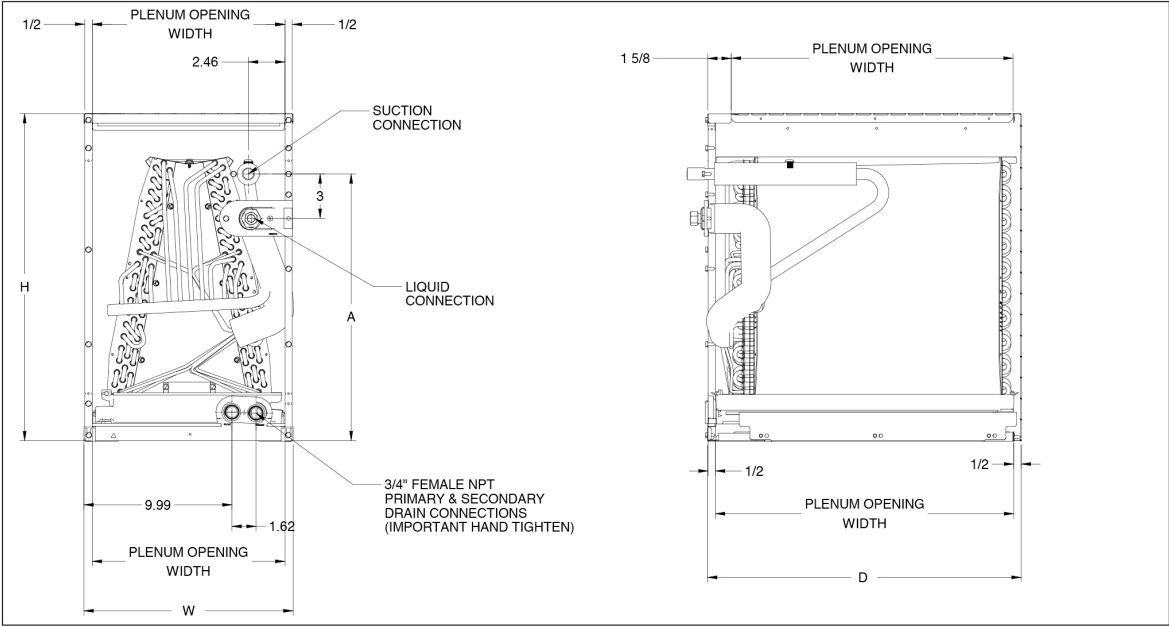 1/2
PLENUM OPENING
WIDTH
1/2
2.46
SUCTION
CONNECTION
3
H
A
LIQUID
CONNECTION
9.99
1.62
3/4" FEMALE NPT
PRIMARY & SECONDARY
DRAIN CONNECTIONS
(IMPORTANT HAND TIGHTEN)
PLENUM OPENING
WIDTH
W
1 5/8
PLENUM OPENING
WIDTH
1/2
1/2
PLENUM OPENING
WIDTH
D